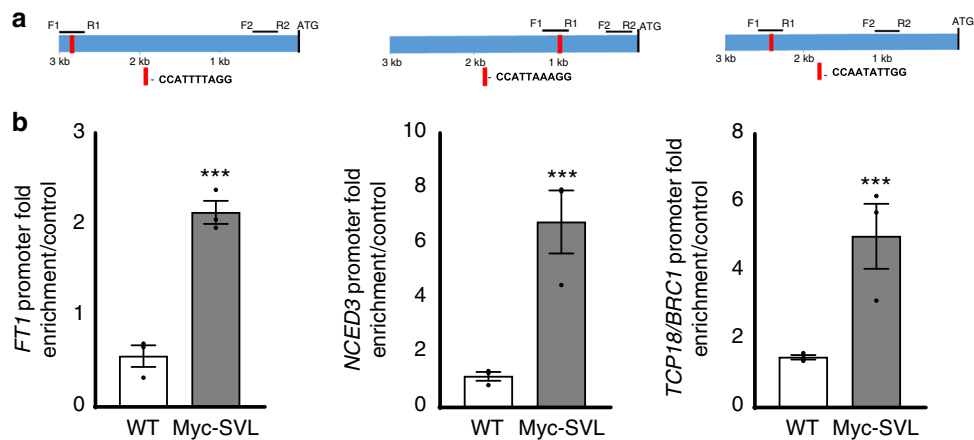 a
F1 R1 F2 R2 ATG
3 kb 2 kb 1 kb
- CCATTTTAGG
F1 R1 F2 R2 ATG
2 kb 1 kb
- CCATTAAAGG
F1 R1 F2 R2 ATG
3 kb 2 kb 1 kb
- CCAATATTGG
b
FT1 promoter fold
enrichment/control
3
2
1
0
***
WT Myc-SVL
NCED3 promoter fold
enrichment/control
10
8
6
4
2
0
***
WT Myc-SVL
TCP18/BRC1 promoter fold
enrichment/control
8
6
4
2
0
***
WT Myc-SVL